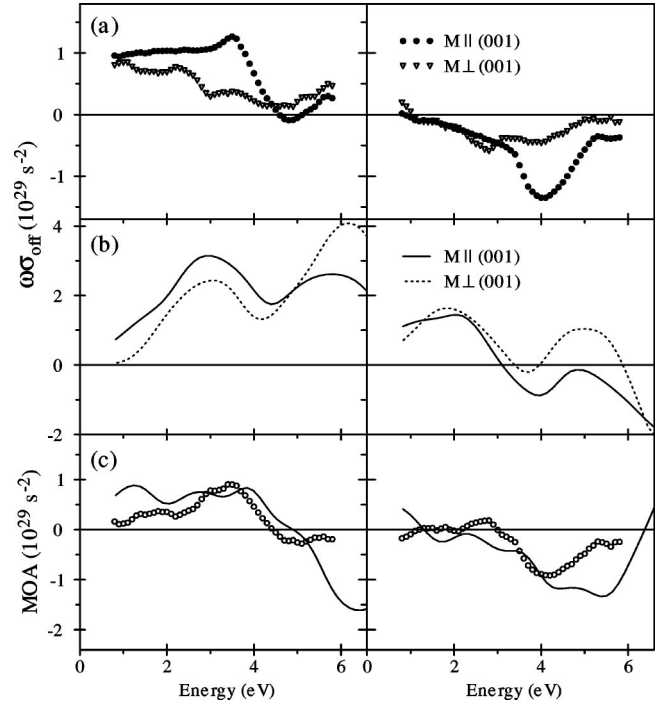 (a)
1
0
-1
M || (001)
M ⊥ (001)
ωσoff (10^29 s^-2)
(b)
4
2
0
-2
M || (001)
M ⊥ (001)
(c)
MOA (10^29 s^-2)
1
0
-1
-2
0 2 4 6 0 2 4 6
Energy (eV) Energy (eV)